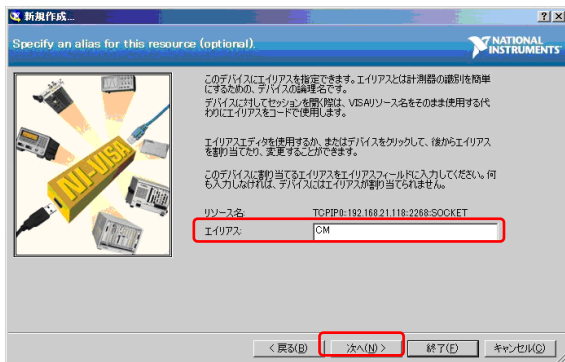 新規作成...
Specify an alias for this resource (optional).
NATIONAL
INSTRUMENTS
NI-VISA
このデバイスにエイリアスを指定できます。エイリアスとは計測器の識別を簡単
にするための、デバイスの論理名です。
デバイスに対してセッションを開く際は、VISAリソース名をそのまま使用する代
わりにエイリアスをコードで使用します。
エイリアスエディタを使用するか、またはデバイスをクリックして、後からエイリアス
を割り当てたり、変更することができます。
このデバイスに割り当てるエイリアスをエイリアスフィールドに入力してください。何
も入力しなければ、デバイスにはエイリアスが割り当てられません。
リソース名: TCPIP0::192.168.21.118::2268::SOCKET
エイリアス: CM
< 戻る(B) 次へ(N) > 終了(F) キャンセル(C)